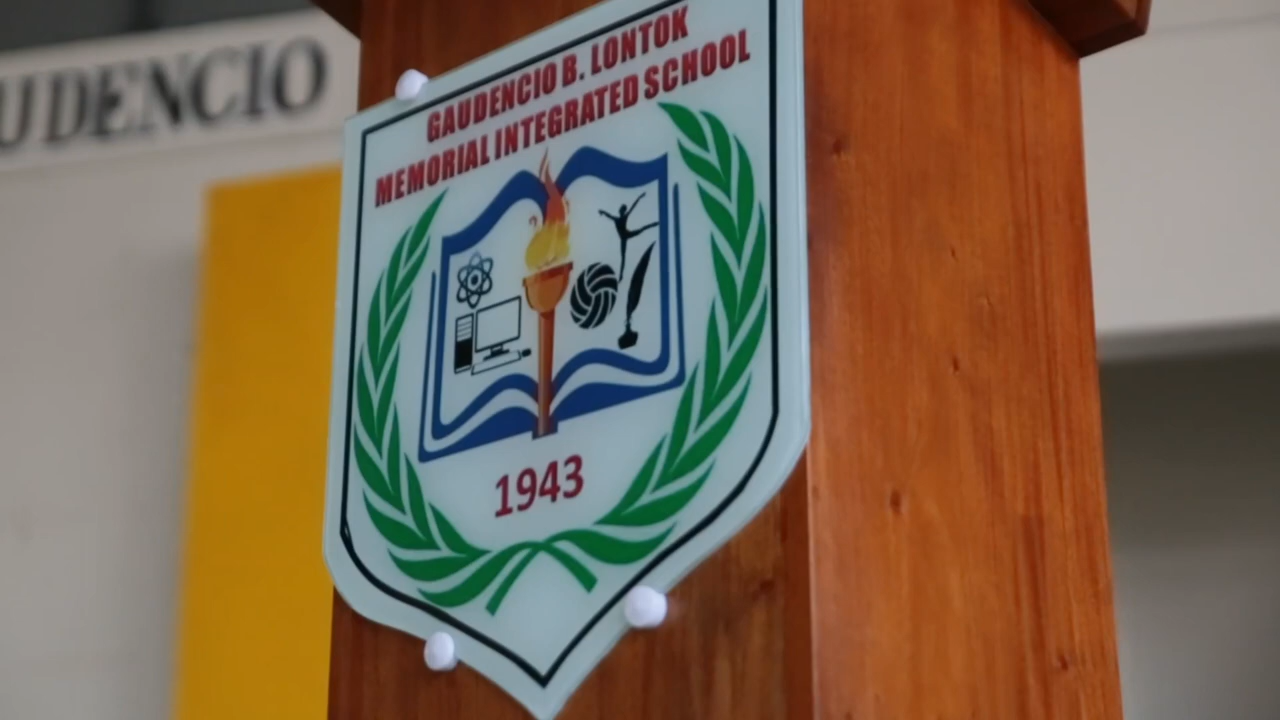 UDENCIO
GAUDENCIO B. LONTOK
MEMORIAL INTEGRATED SCHOOL
1943